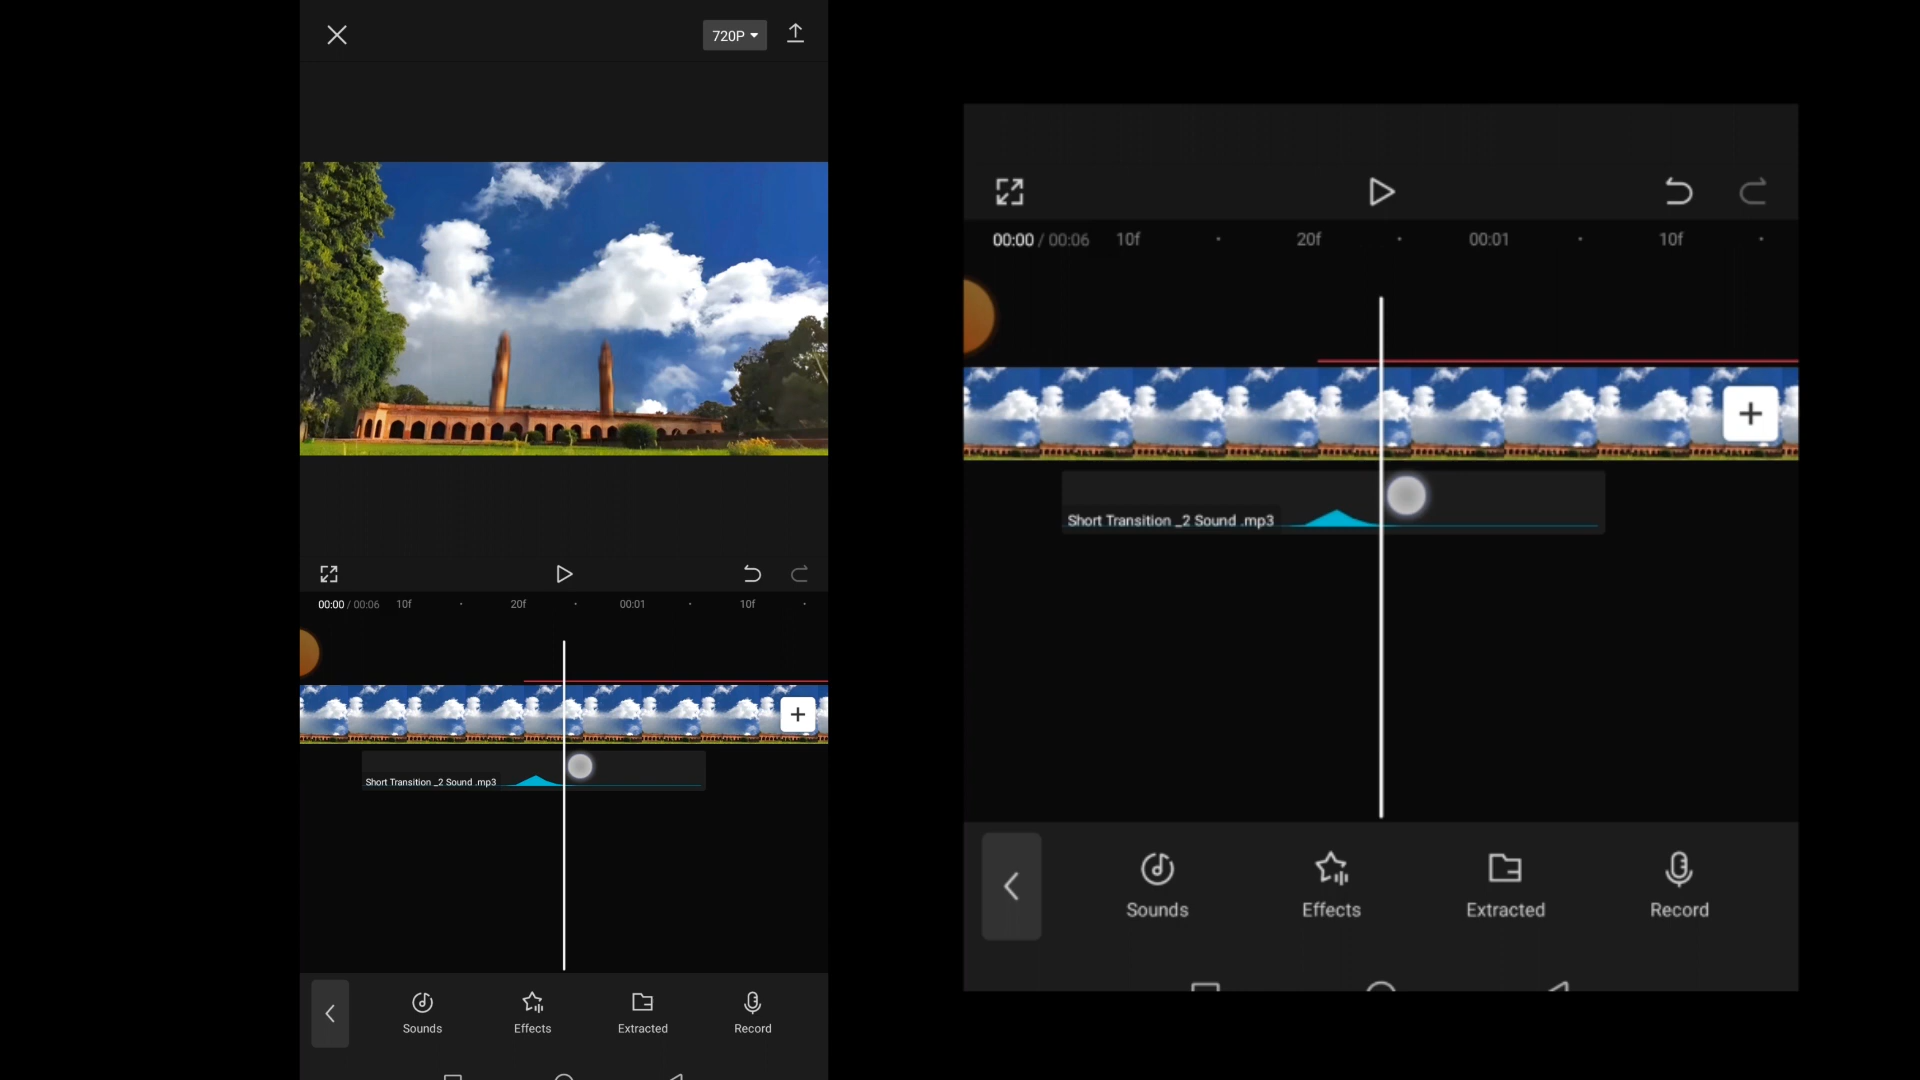 720P
00:00 / 00:06 10f 20f 00:01 10f
Short Transition _2 Sound .mp3
Sounds Effects Extracted Record
00:00 / 00:06 10f 20f 00:01 10f
Short Transition _2 Sound .mp3
Sounds Effects Extracted Record